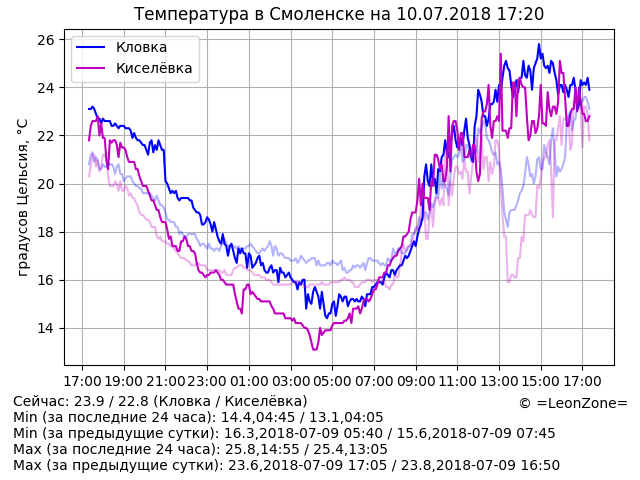 Температура в Смоленске на 10.07.2018 17:20
26
24
22
20
18
16
14
градусов Цельсия, °C
Кловка
Киселёвка
17:00 19:00 21:00 23:00 01:00 03:00 05:00 07:00 09:00 11:00 13:00 15:00 17:00
Сейчас: 23.9 / 22.8 (Кловка / Киселёвка)
© =LeonZone=
Min (за последние 24 часа): 14.4,04:45 / 13.1,04:05
Min (за предыдущие сутки): 16.3,2018-07-09 05:40 / 15.6,2018-07-09 07:45
Max (за последние 24 часа): 25.8,14:55 / 25.4,13:05
Max (за предыдущие сутки): 23.6,2018-07-09 17:05 / 23.8,2018-07-09 16:50